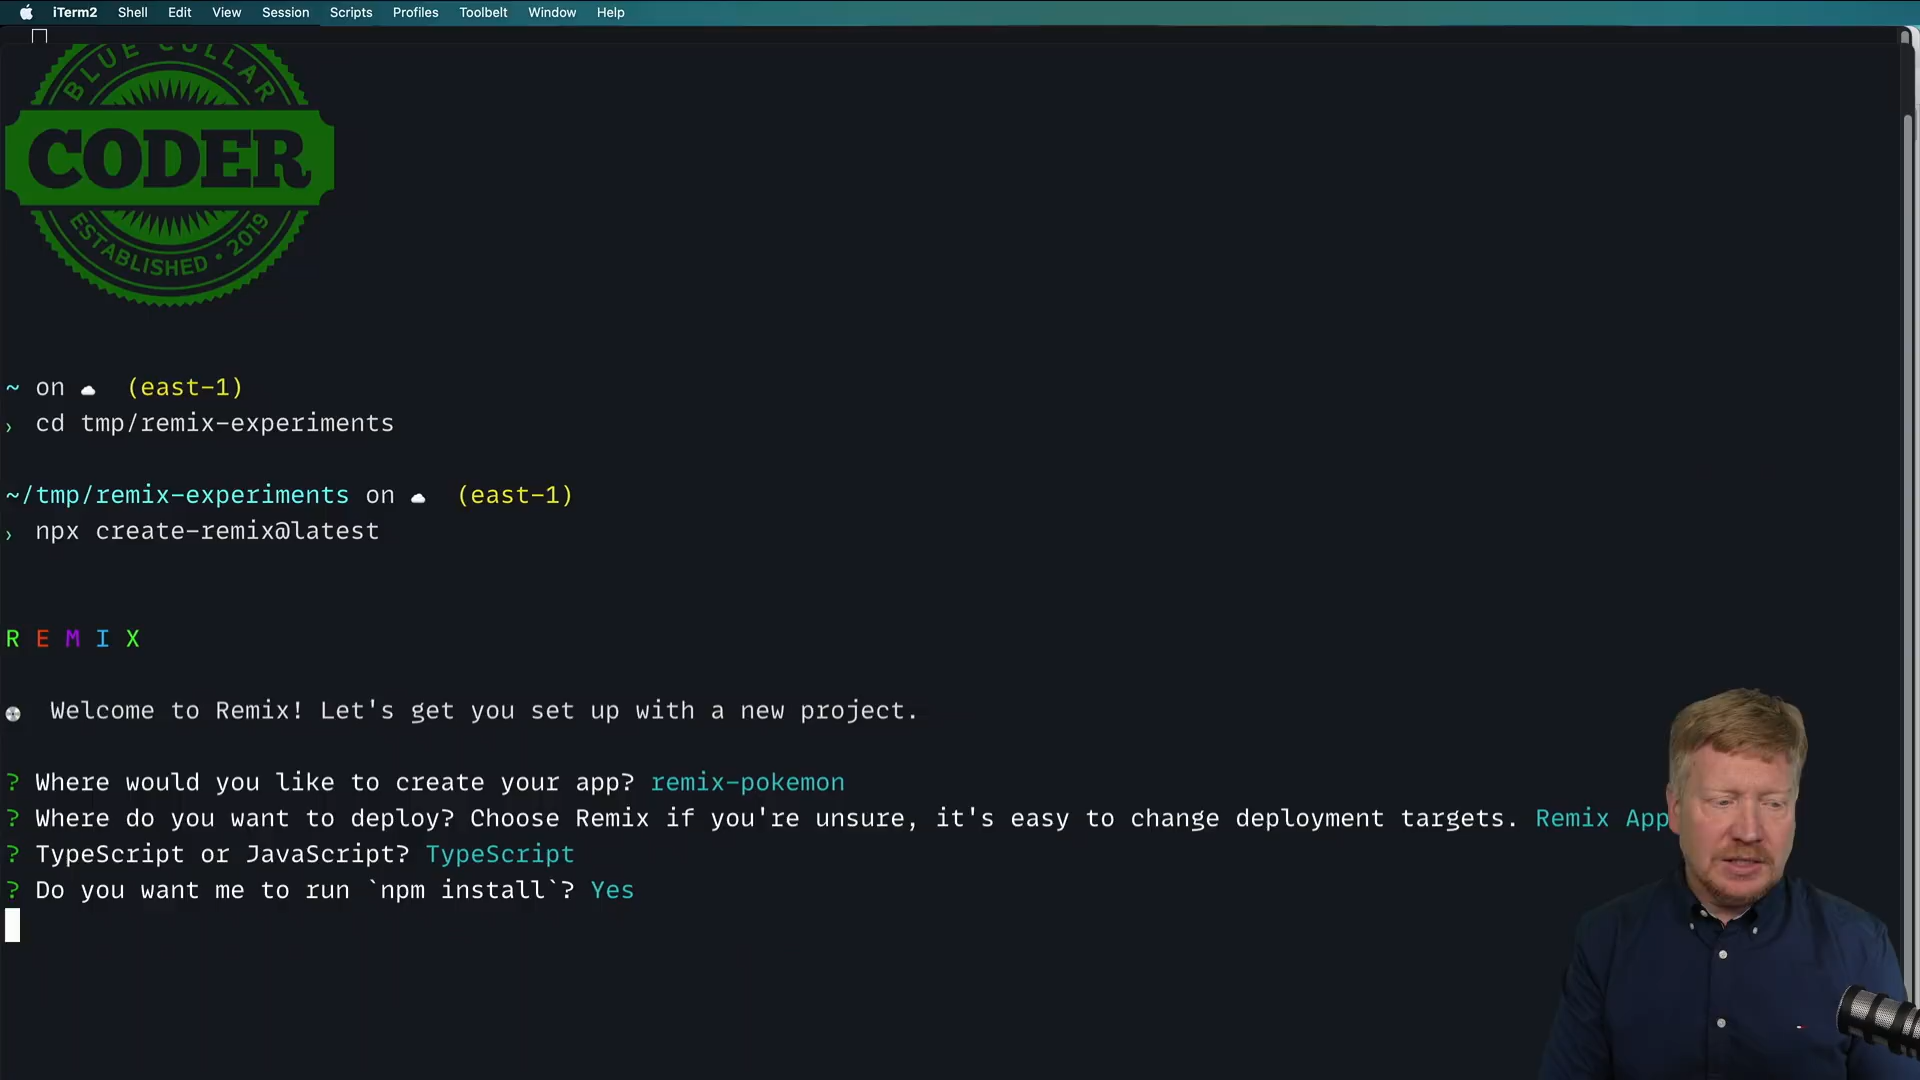 iTerm2 Shell Edit View Session Scripts Profiles Toolbelt Window Help
BLUE COLLAR
CODER
ESTABLISHED • 2019
~ on (east-1)
› cd tmp/remix-experiments
~/tmp/remix-experiments on (east-1)
› npx create-remix@latest
R E M I X
Welcome to Remix! Let's get you set up with a new project.
? Where would you like to create your app? remix-pokemon
? Where do you want to deploy? Choose Remix if you're unsure, it's easy to change deployment targets. Remix App
? TypeScript or JavaScript? TypeScript
? Do you want me to run `npm install`? Yes